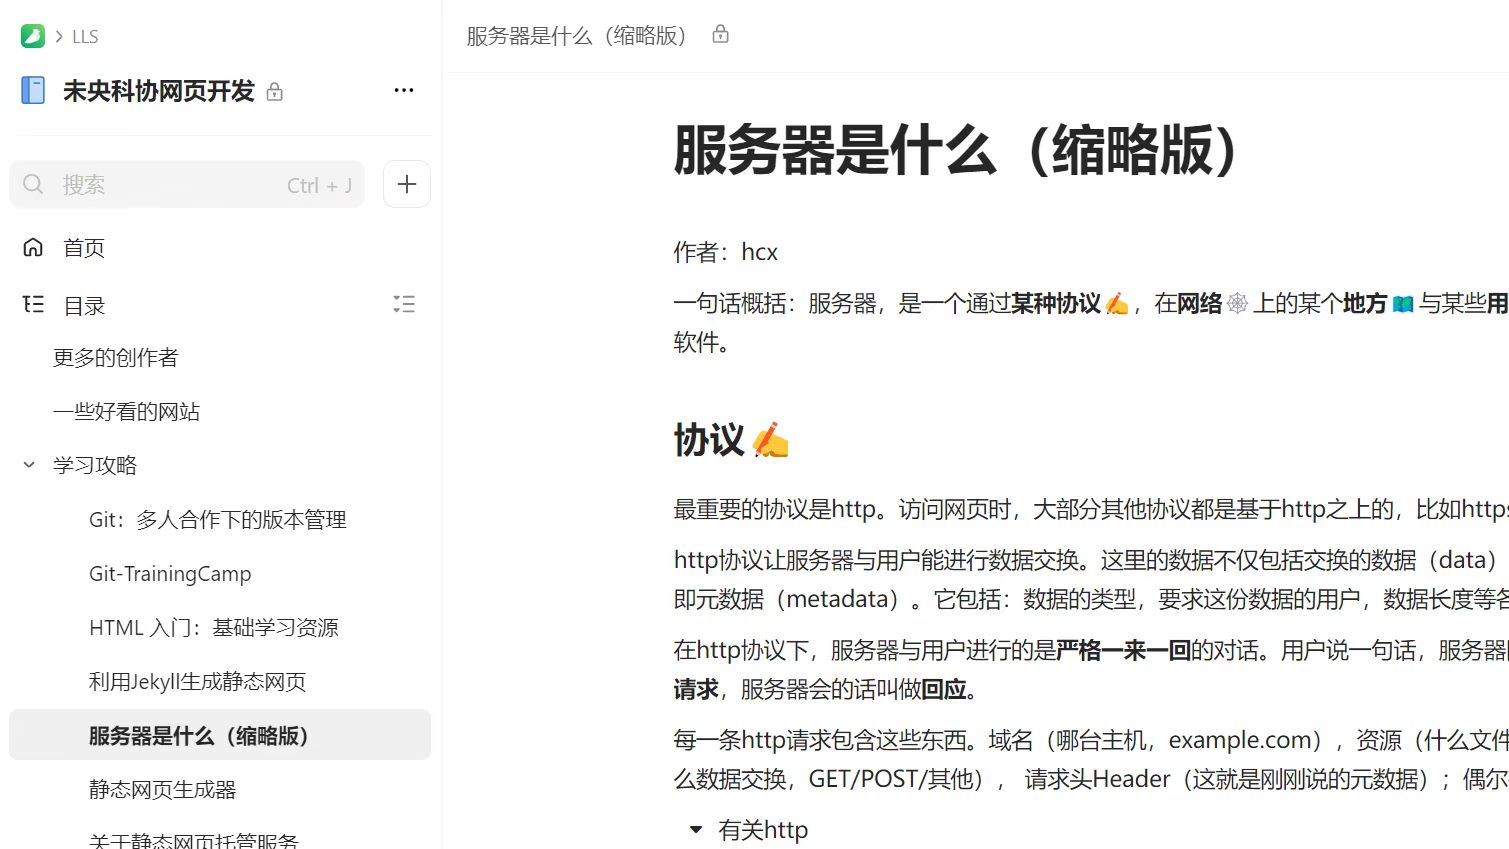 LLS
未央科协网页开发
搜索 Ctrl + J
首页
目录
更多的创作者
一些好看的网站
学习攻略
Git：多人合作下的版本管理
Git-TrainingCamp
HTML 入门：基础学习资源
利用Jekyll生成静态网页
服务器是什么（缩略版）
静态网页生成器
关于静态网页托管服务
服务器是什么（缩略版）
服务器是什么（缩略版）
作者：hcx
一句话概括：服务器，是一个通过某种协议✍️，在网络🕸️上的某个地方🗺️与某些用
软件。
协议✍️
最重要的协议是http。访问网页时，大部分其他协议都是基于http之上的，比如https
http协议让服务器与用户能进行数据交换。这里的数据不仅包括交换的数据（data）
即元数据（metadata）。它包括：数据的类型，要求这份数据的用户，数据长度等各
在http协议下，服务器与用户进行的是严格一来一回的对话。用户说一句话，服务器
请求，服务器会的话叫做回应。
每一条http请求包含这些东西。域名（哪台主机，example.com），资源（什么文件
么数据交换，GET/POST/其他）， 请求头Header（这就是刚刚说的元数据）；偶尔
有关http